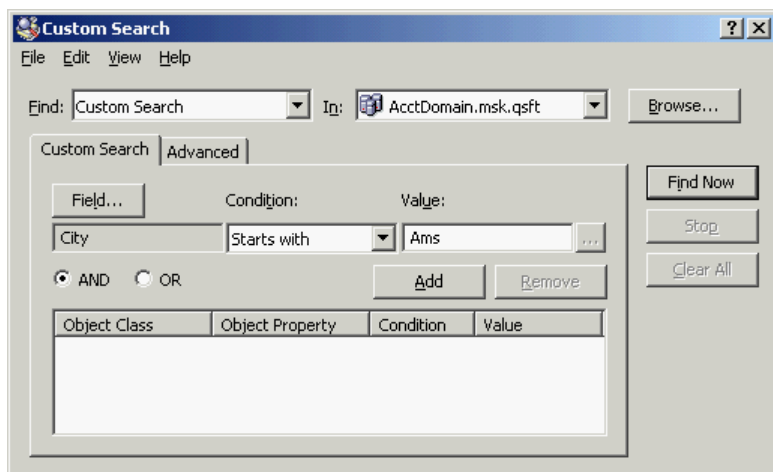 Custom Search
File Edit View Help
Find: Custom Search In: AcctDomain.msk.qsft Browse...
Custom Search Advanced
Field... Condition: Value:
City Starts with Ams ...
AND OR Add Remove
Object Class Object Property Condition Value
Find Now
Stop
Clear All